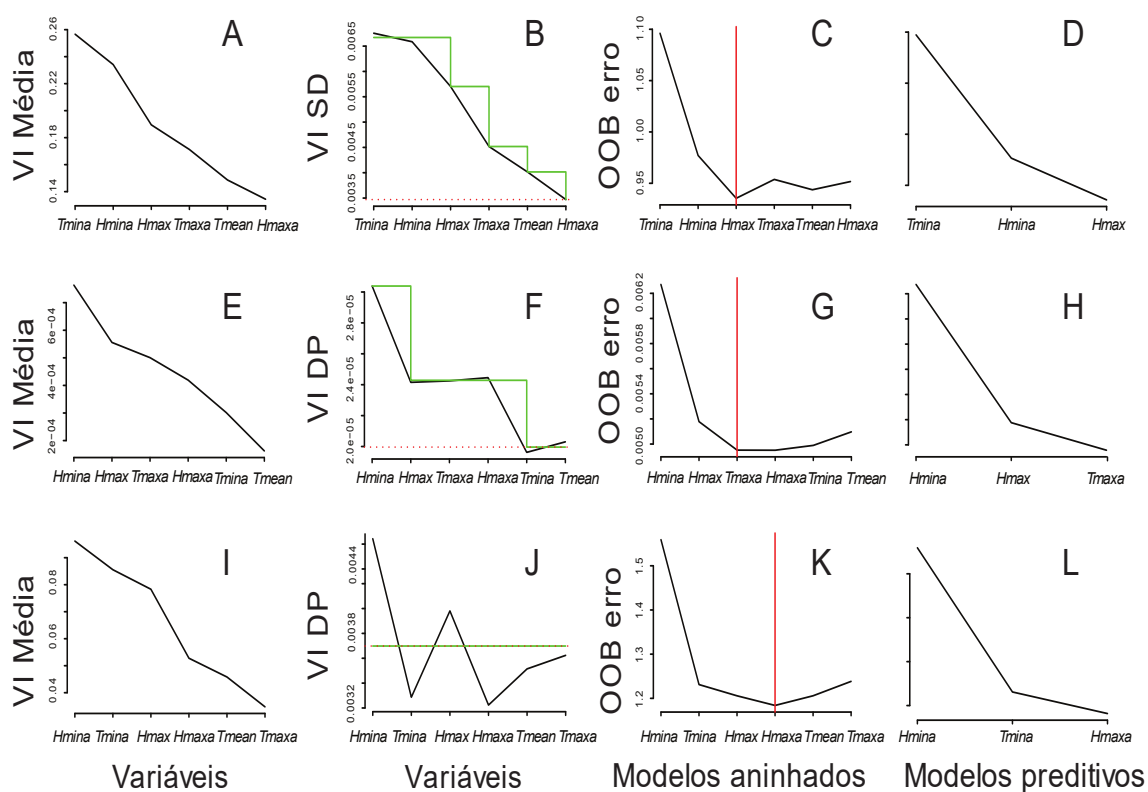 A
VI Média
0.14 0.18 0.22 0.26
Tmina Hmina Hmax Tmaxa Tmean Hmaxa
B
VI SD
0.0035 0.0045 0.0055 0.0065
Tmina Hmina Hmax Tmaxa Tmean Hmaxa
C
OOB erro
0.95 1.00 1.05 1.10
Tmina Hmina Hmax Tmaxa Tmean Hmaxa
D
Tmina Hmina Hmax
E
VI Média
2e−04 4e−04 6e−04
Hmina Hmax Tmaxa Hmaxa Tmina Tmean
F
VI DP
2.0e−05 2.4e−05 2.8e−05
Hmina Hmax Tmaxa Hmaxa Tmina Tmean
G
OOB erro
0.0050 0.0054 0.0058 0.0062
Hmina Hmax Tmaxa Hmaxa Tmina Tmean
H
Hmina Hmax Tmaxa
I
VI Média
0.04 0.06 0.08
Hmina Tmina Hmax Hmaxa Tmean Tmaxa
Variáveis
J
VI DP
0.0032 0.0038 0.0044
Hmina Tmina Hmax Hmaxa Tmean Tmaxa
Variáveis
K
OOB erro
1.2 1.3 1.4 1.5
Hmina Tmina Hmax Hmaxa Tmean Tmaxa
Modelos aninhados
L
Hmina Tmina Hmaxa
Modelos preditivos